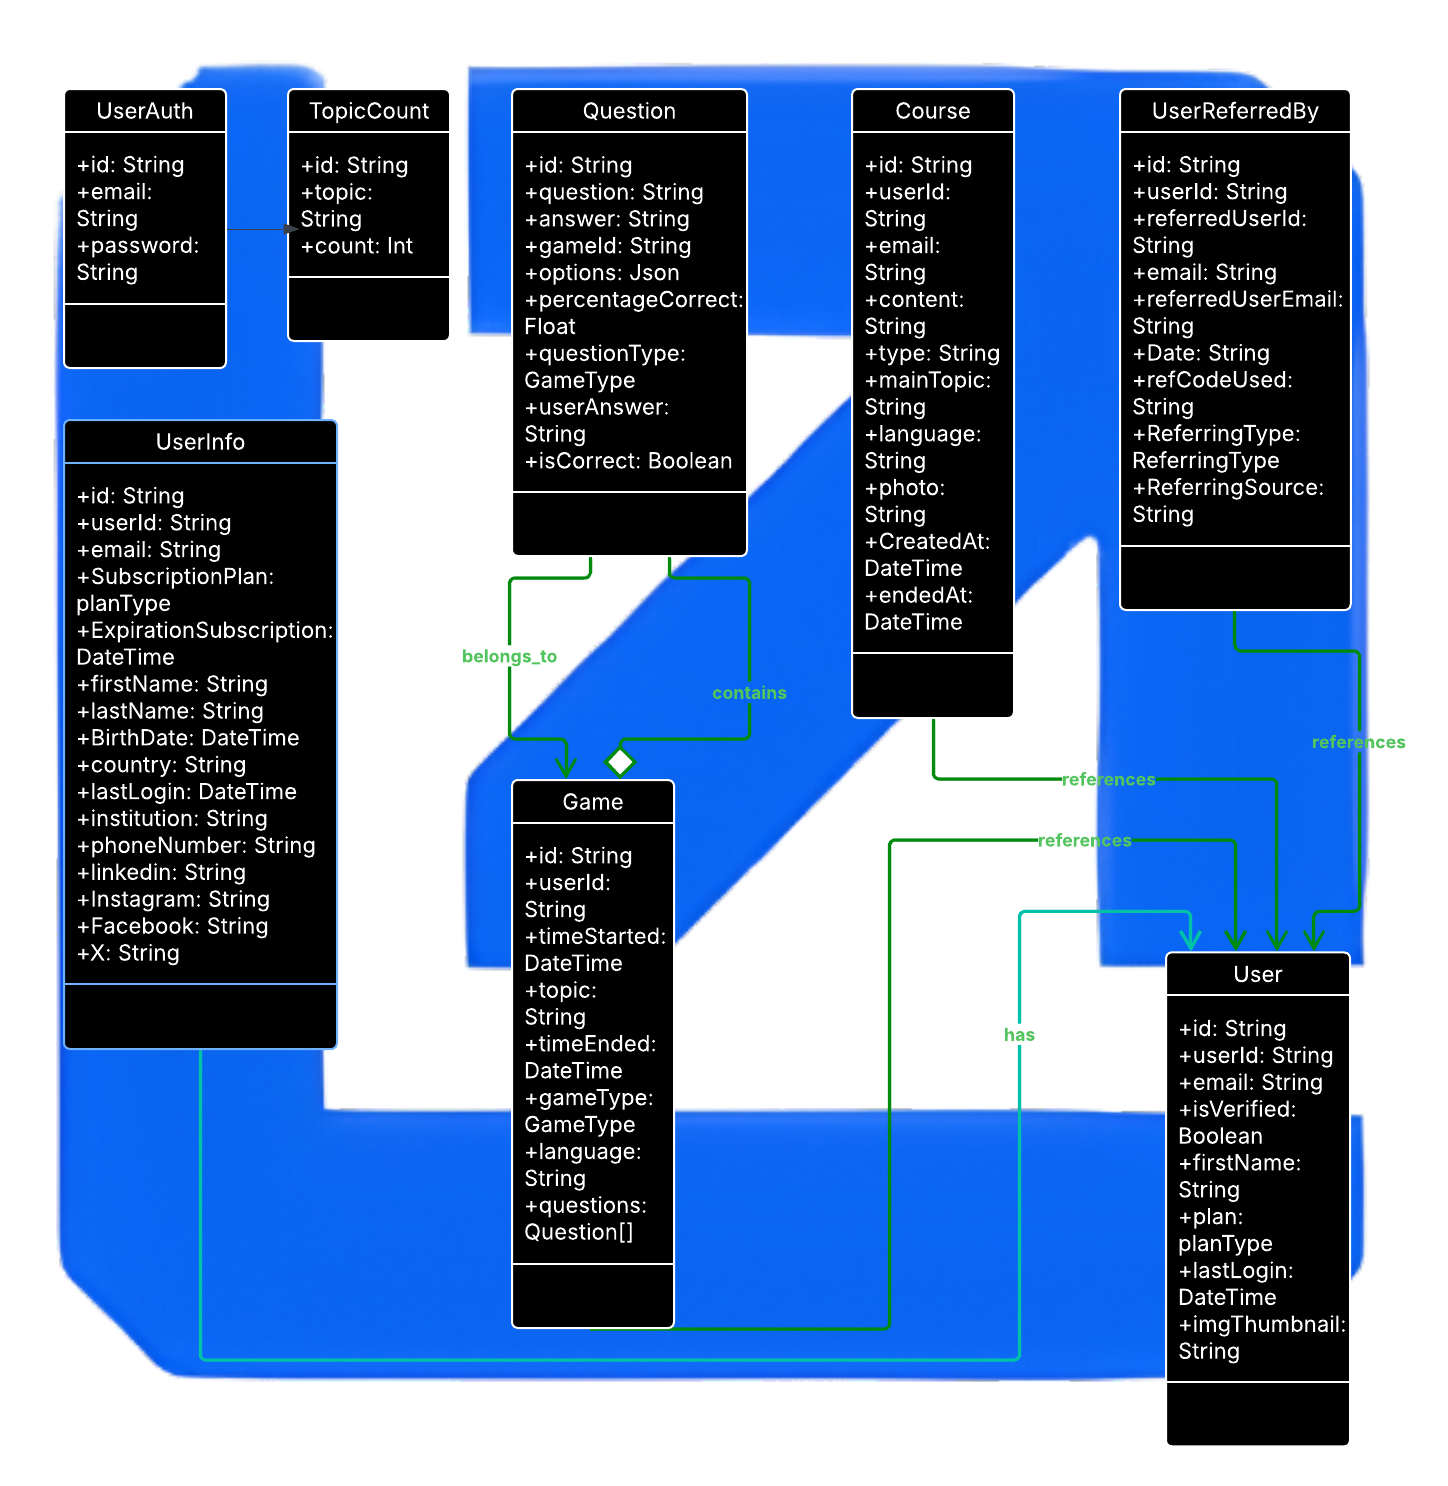 UserAuth
+id: String
+email:
String
+password:
String
TopicCount
+id: String
+topic:
String
+count: Int
Question
+id: String
+question: String
+answer: String
+gameId: String
+options: Json
+percentageCorrect:
Float
+questionType:
GameType
+userAnswer:
String
+isCorrect: Boolean
Course
+id: String
+userId:
String
+email:
String
+content:
String
+type: String
+mainTopic:
String
+language:
String
+photo:
String
+CreatedAt:
DateTime
+endedAt:
DateTime
UserReferredBy
+id: String
+userId: String
+referredUserId:
String
+email: String
+referredUserEmail:
String
+Date: String
+refCodeUsed:
String
+ReferringType:
ReferringType
+ReferringSource:
String
UserInfo
+id: String
+userId: String
+email: String
+SubscriptionPlan:
planType
+ExpirationSubscription:
DateTime
+firstName: String
+lastName: String
+BirthDate: DateTime
+country: String
+lastLogin: DateTime
+institution: String
+phoneNumber: String
+linkedin: String
+Instagram: String
+Facebook: String
+X: String
belongs_to
contains
references
references
references
has
Game
+id: String
+userId:
String
+timeStarted:
DateTime
+topic:
String
+timeEnded:
DateTime
+gameType:
GameType
+language:
String
+questions:
Question[]
User
+id: String
+userId: String
+email: String
+isVerified:
Boolean
+firstName:
String
+plan:
planType
+lastLogin:
DateTime
+imgThumbnail:
String